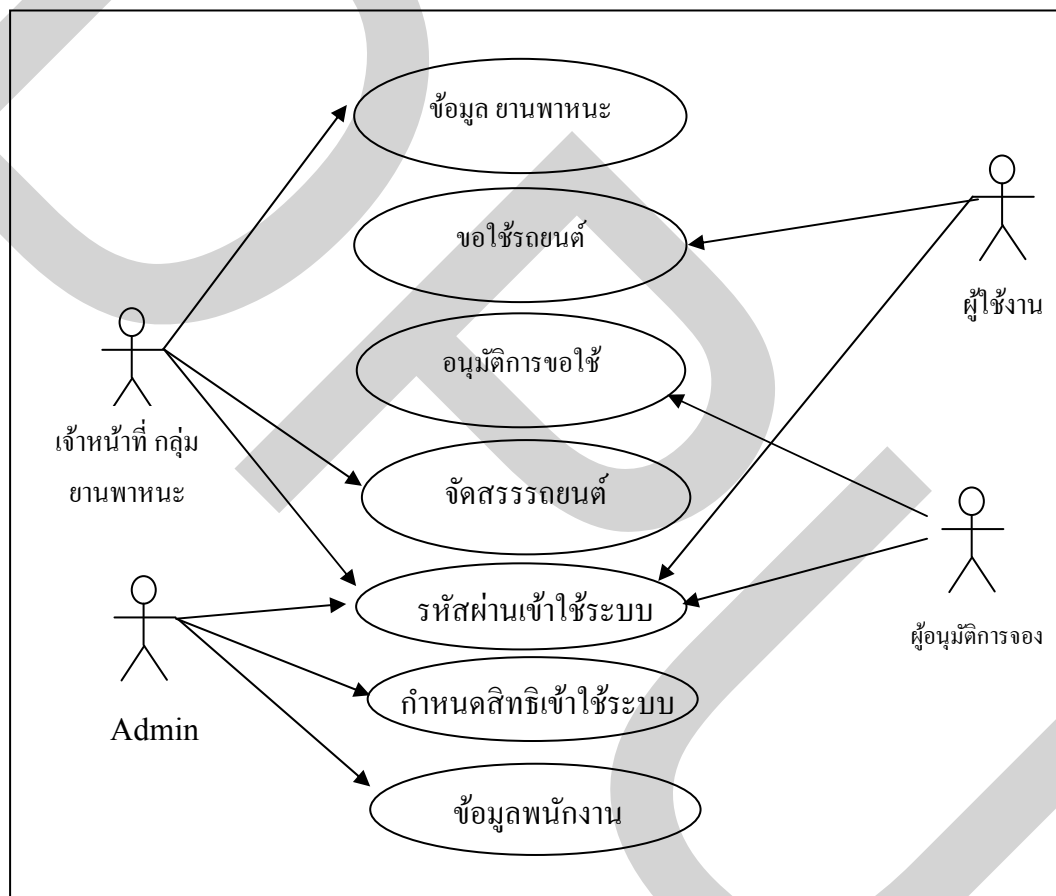 ข้อมูล ยานพาหนะ
ขอใช้รถยนต์
ผู้ใช้งาน
อนุมัติการขอใช้
เจ้าหน้าที่ กลุ่ม
ยานพาหนะ
จัดสรรรถยนต์
รหัสผ่านเข้าใช้ระบบ
ผู้อนุมัติการจอง
กำหนดสิทธิเข้าใช้ระบบ
Admin
ข้อมูลพนักงาน